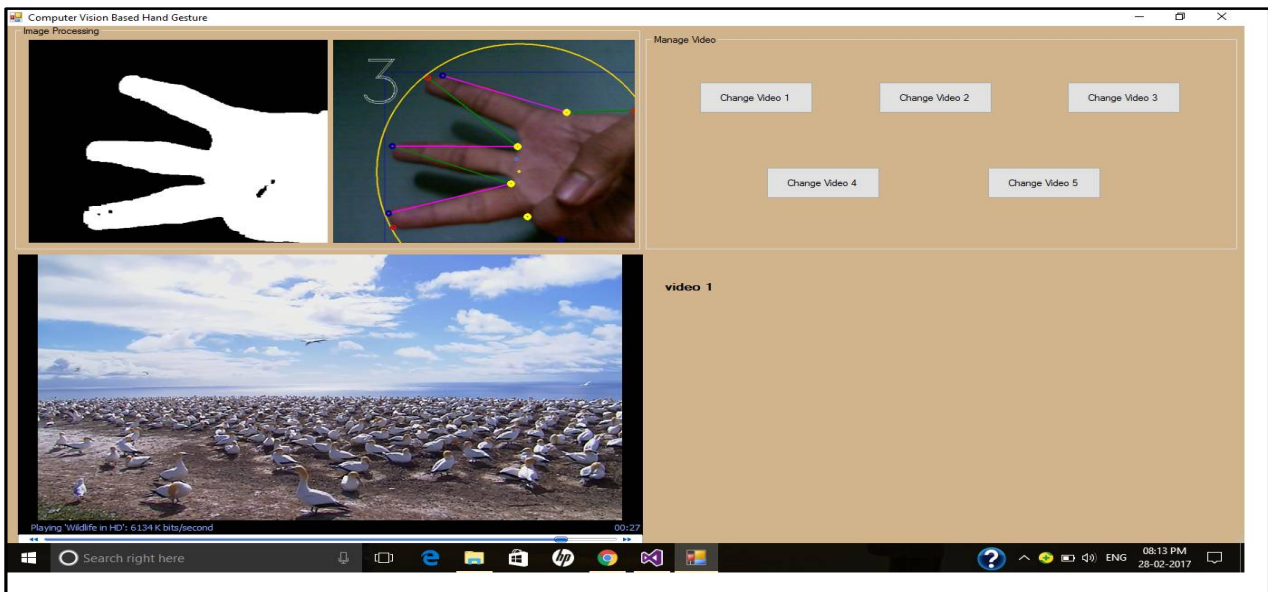 Computer Vision Based Hand Gesture
Image Processing
3
Manage Video
Change Video 1
Change Video 2
Change Video 3
Change Video 4
Change Video 5
video 1
Playing 'Wildlife in HD': 6134 K bits/second
00:27
Search right here
hp
?
ENG
08:13 PM
28-02-2017